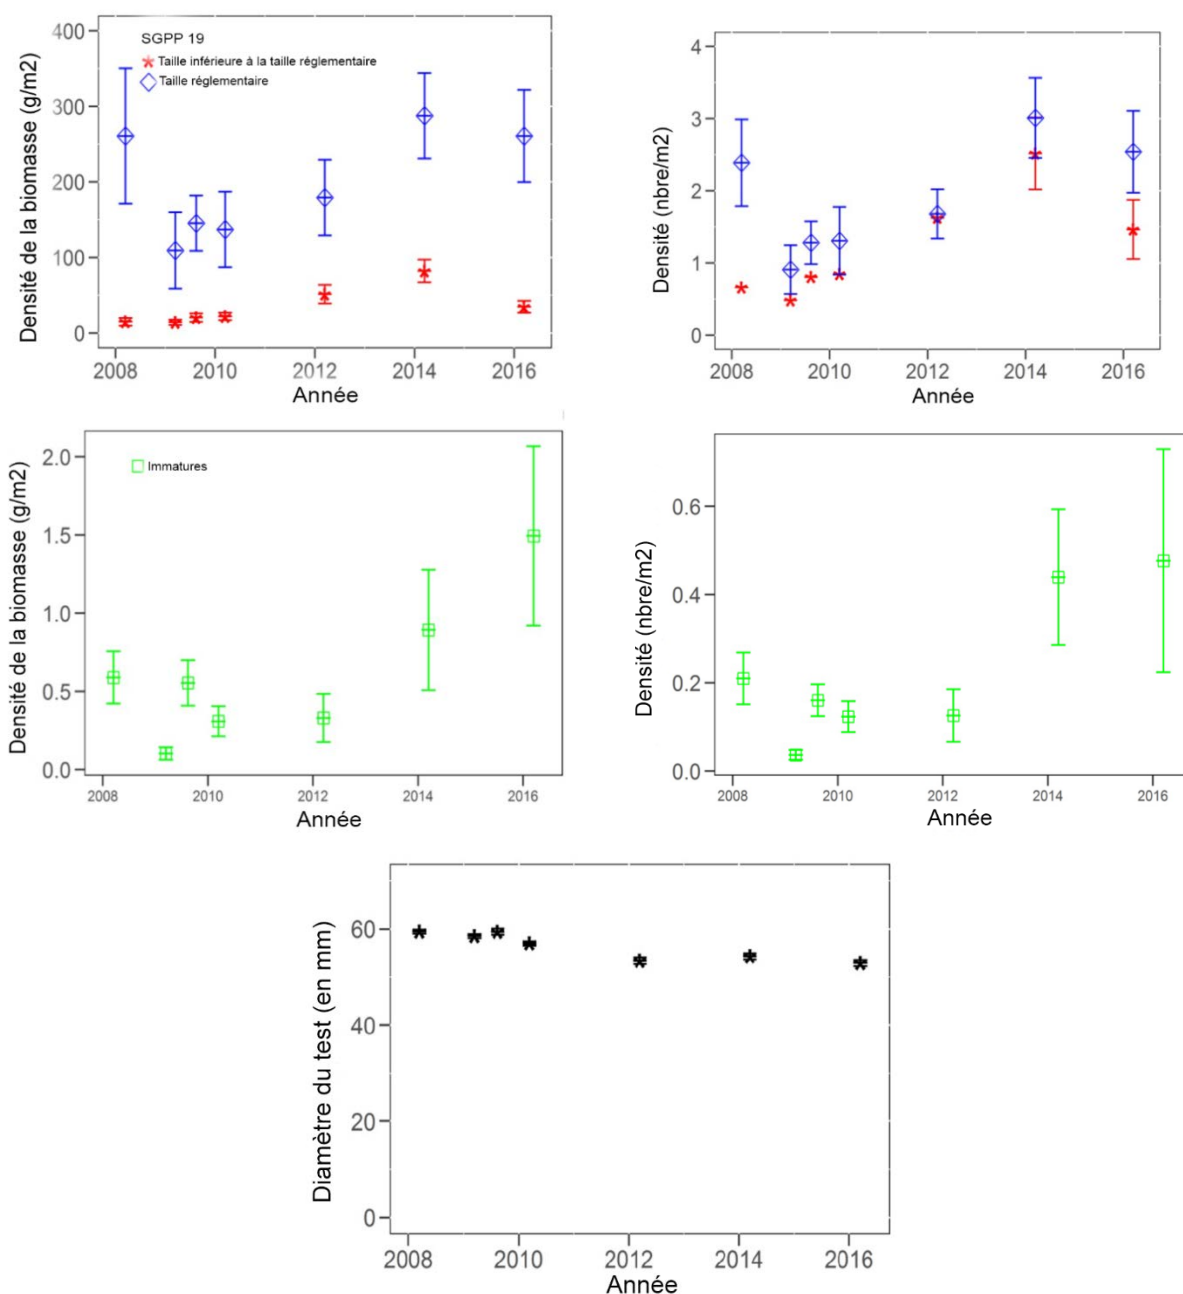 Densité de la biomasse (g/m2)
400
300
200
100
0
SGPP 19
Taille inférieure à la taille réglementaire
Taille réglementaire
2008 2010 2012 2014 2016
Année
Densité (nbre/m2)
4
3
2
1
0
2008 2010 2012 2014 2016
Année
Densité de la biomasse (g/m2)
2.0
1.5
1.0
0.5
0.0
Immatures
2008 2010 2012 2014 2016
Année
Densité (nbre/m2)
0.6
0.4
0.2
0.0
2008 2010 2012 2014 2016
Année
Diamètre du test (en mm)
60
40
20
0
2008 2010 2012 2014 2016
Année